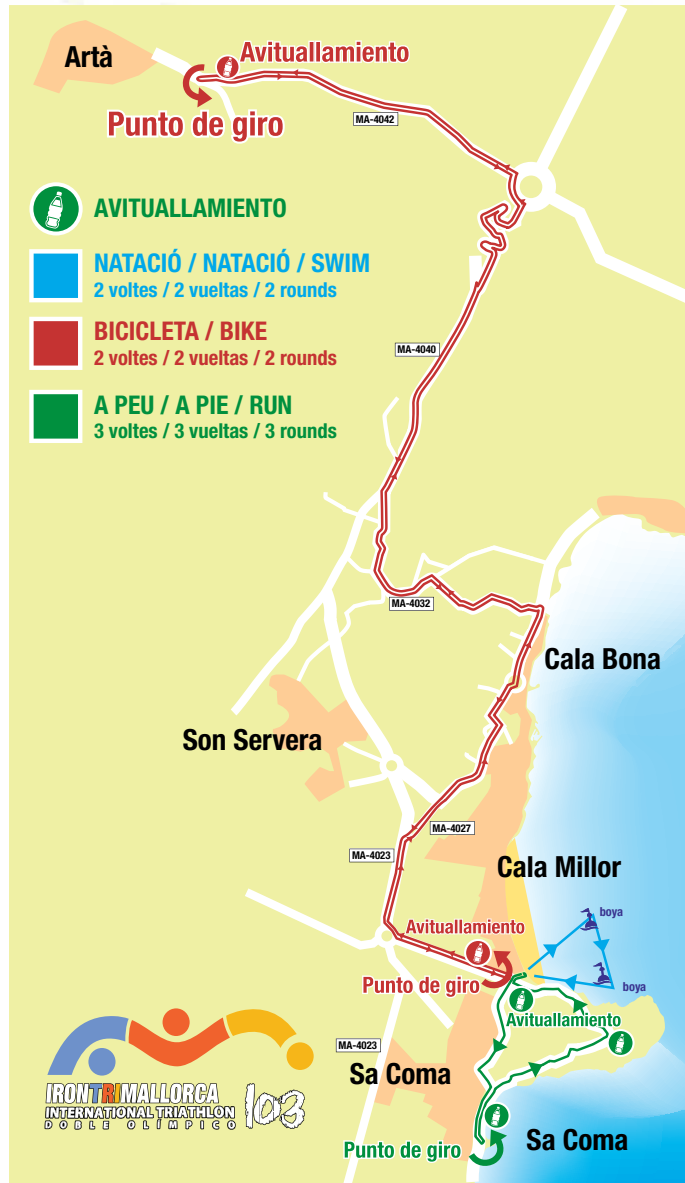 Artà
Avituallamiento
Punto de giro
MA-4042
AVITUALLAMIENTO
NATACIÓ / NATACIÓ / SWIM
2 voltes / 2 vueltas / 2 rounds
BICICLETA / BIKE
2 voltes / 2 vueltas / 2 rounds
MA-4040
A PEU / A PIE / RUN
3 voltes / 3 vueltas / 3 rounds
MA-4032
Cala Bona
Son Servera
MA-4027
MA-4023
Cala Millor
boya
Avituallamiento
Punto de giro
boya
Avituallamiento
MA-4023
Sa Coma
IRONTRIMALLORCA
INTERNATIONAL TRIATHLON
DOBLE OLÍMPICO
103
Sa Coma
Punto de giro